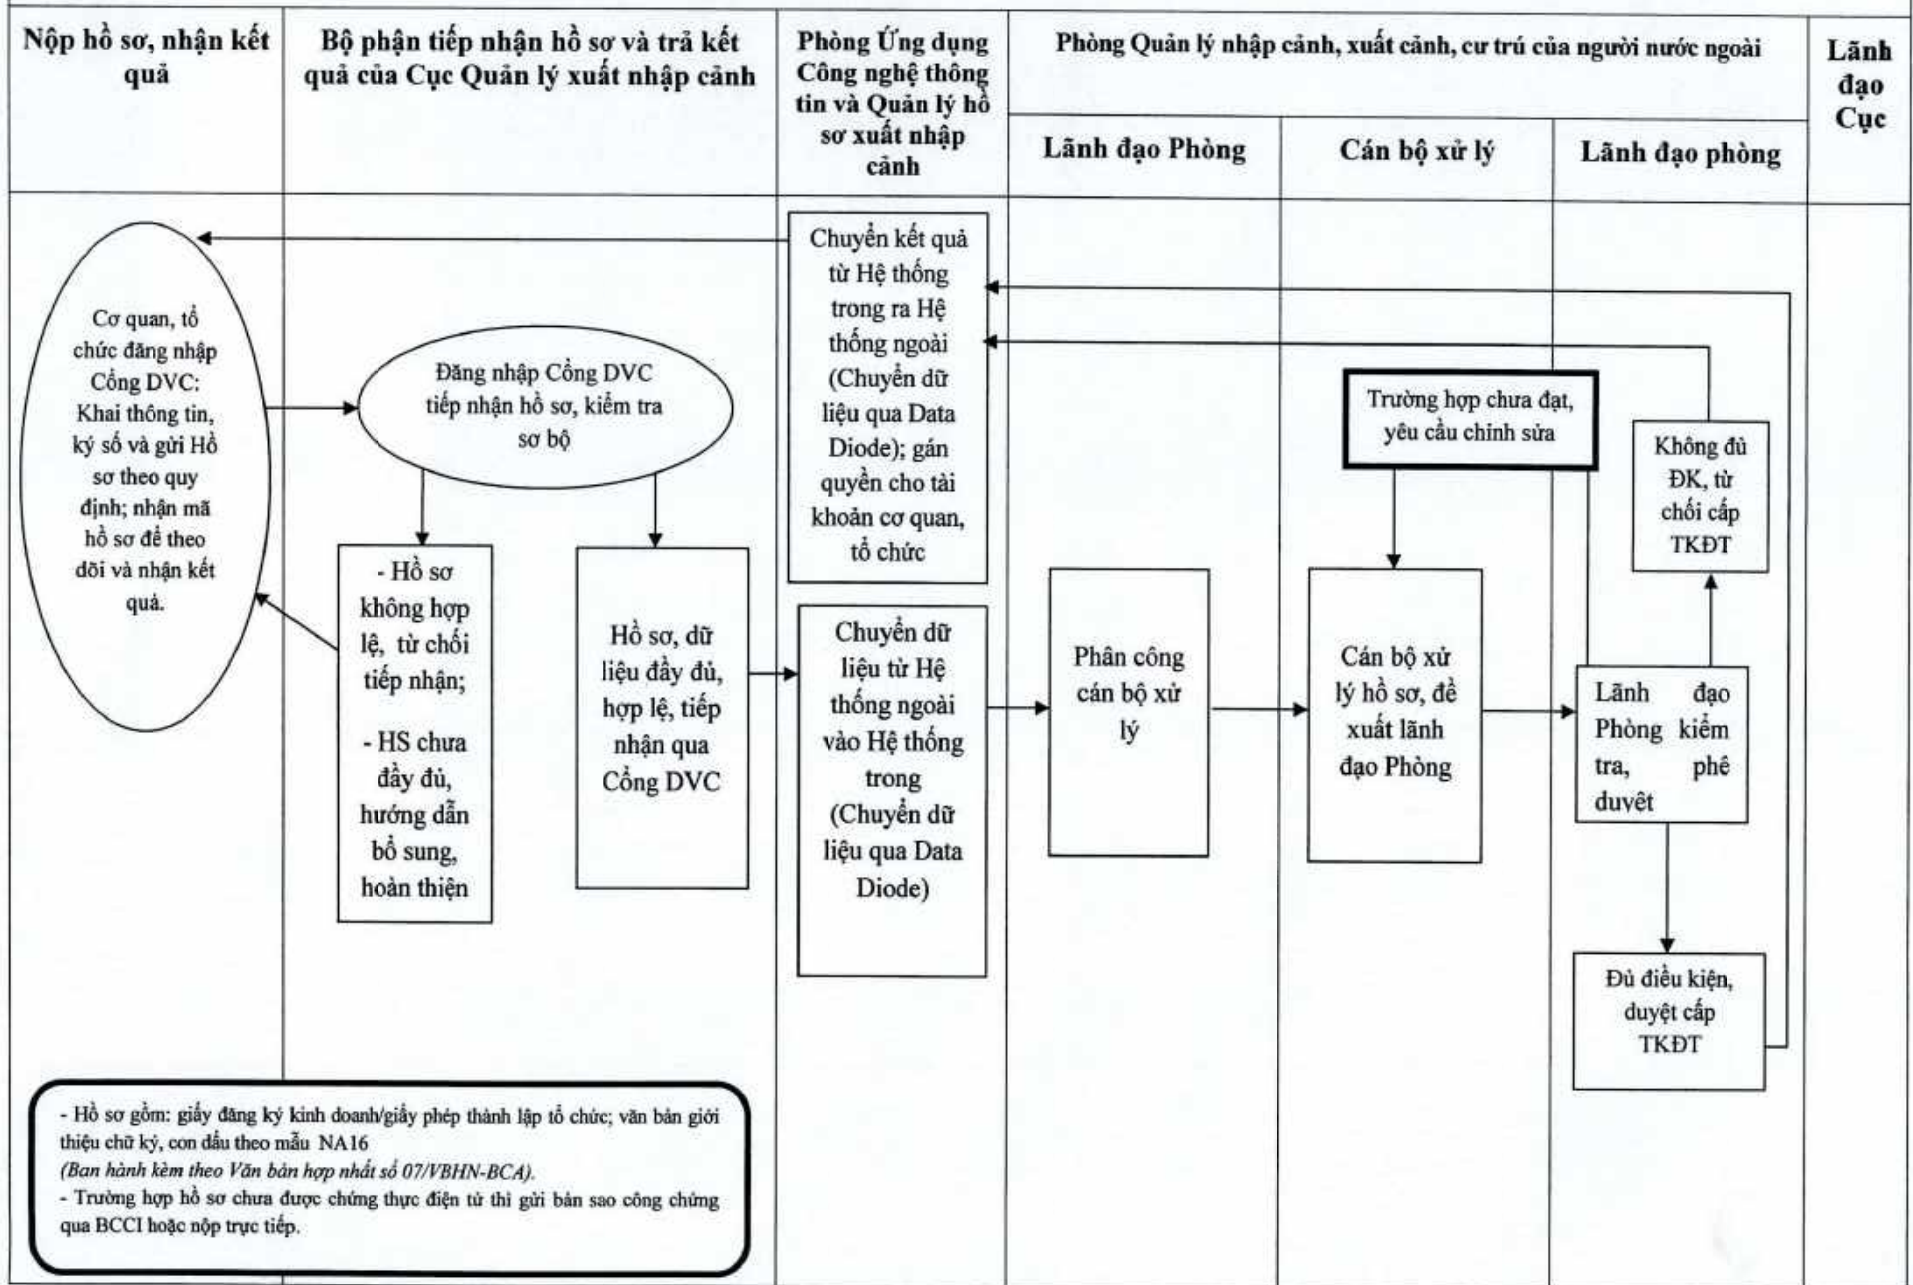 Nộp hồ sơ, nhận kết
quả
Bộ phận tiếp nhận hồ sơ và trả kết
quả của Cục Quản lý xuất nhập cảnh
Phòng Ứng dụng
Công nghệ thông
tin và Quản lý hồ
sơ xuất nhập
cảnh
Phòng Quản lý nhập cảnh, xuất cảnh, cư trú của người nước ngoài
Lãnh đạo Phòng
Cán bộ xử lý
Lãnh đạo phòng
Lãnh
đạo
Cục
Cơ quan, tổ
chức đăng nhập
Cổng DVC:
Khai thông tin,
ký số và gửi Hồ
sơ theo quy
định; nhận mã
hồ sơ để theo
dõi và nhận kết
quả.
Đăng nhập Cổng DVC
tiếp nhận hồ sơ, kiểm tra
sơ bộ
- Hồ sơ
không hợp
lệ, từ chối
tiếp nhận;
- HS chưa
đầy đủ,
hướng dẫn
bổ sung,
hoàn thiện
Hồ sơ, dữ
liệu đầy đủ,
hợp lệ, tiếp
nhận qua
Cổng DVC
Chuyển kết quả
từ Hệ thống
trong ra Hệ
thống ngoài
(Chuyển dữ
liệu qua Data
Diode); gán
quyền cho tài
khoản cơ quan,
tổ chức
Chuyển dữ
liệu từ Hệ
thống ngoài
vào Hệ thống
trong
(Chuyển dữ
liệu qua Data
Diode)
Phân công
cán bộ xử
lý
Trường hợp chưa đạt,
yêu cầu chỉnh sửa
Cán bộ xử
lý hồ sơ, đề
xuất lãnh
đạo Phòng
Không đủ
ĐK, từ
chối cấp
TKĐT
Lãnh đạo
Phòng kiểm
tra, phê
duyệt
Đủ điều kiện,
duyệt cấp
TKĐT
- Hồ sơ gồm: giấy đăng ký kinh doanh/giấy phép thành lập tổ chức; văn bản giới
thiệu chữ ký, con dấu theo mẫu NA16
(Ban hành kèm theo Văn bản hợp nhất số 07/VBHN-BCA).
- Trường hợp hồ sơ chưa được chứng thực điện tử thì gửi bản sao công chứng
qua BCCI hoặc nộp trực tiếp.